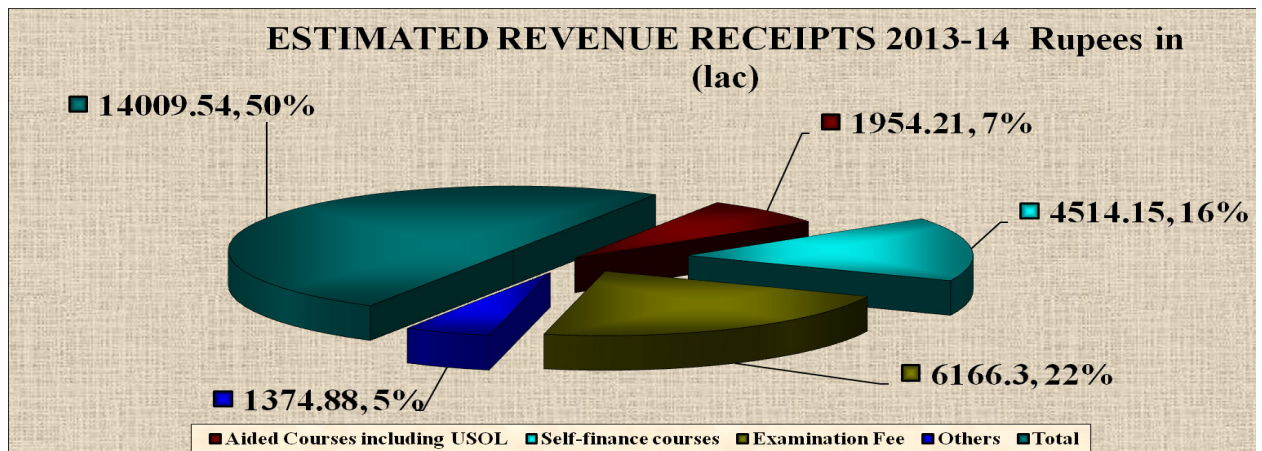 ESTIMATED REVENUE RECEIPTS 2013-14 Rupees in
(lac)
14009.54,50%
1954.21,7%
4514.15,16%
6166.3,22%
1374.88,5%
Aided Courses including USOL Self-finance courses Examination Fee Others Total